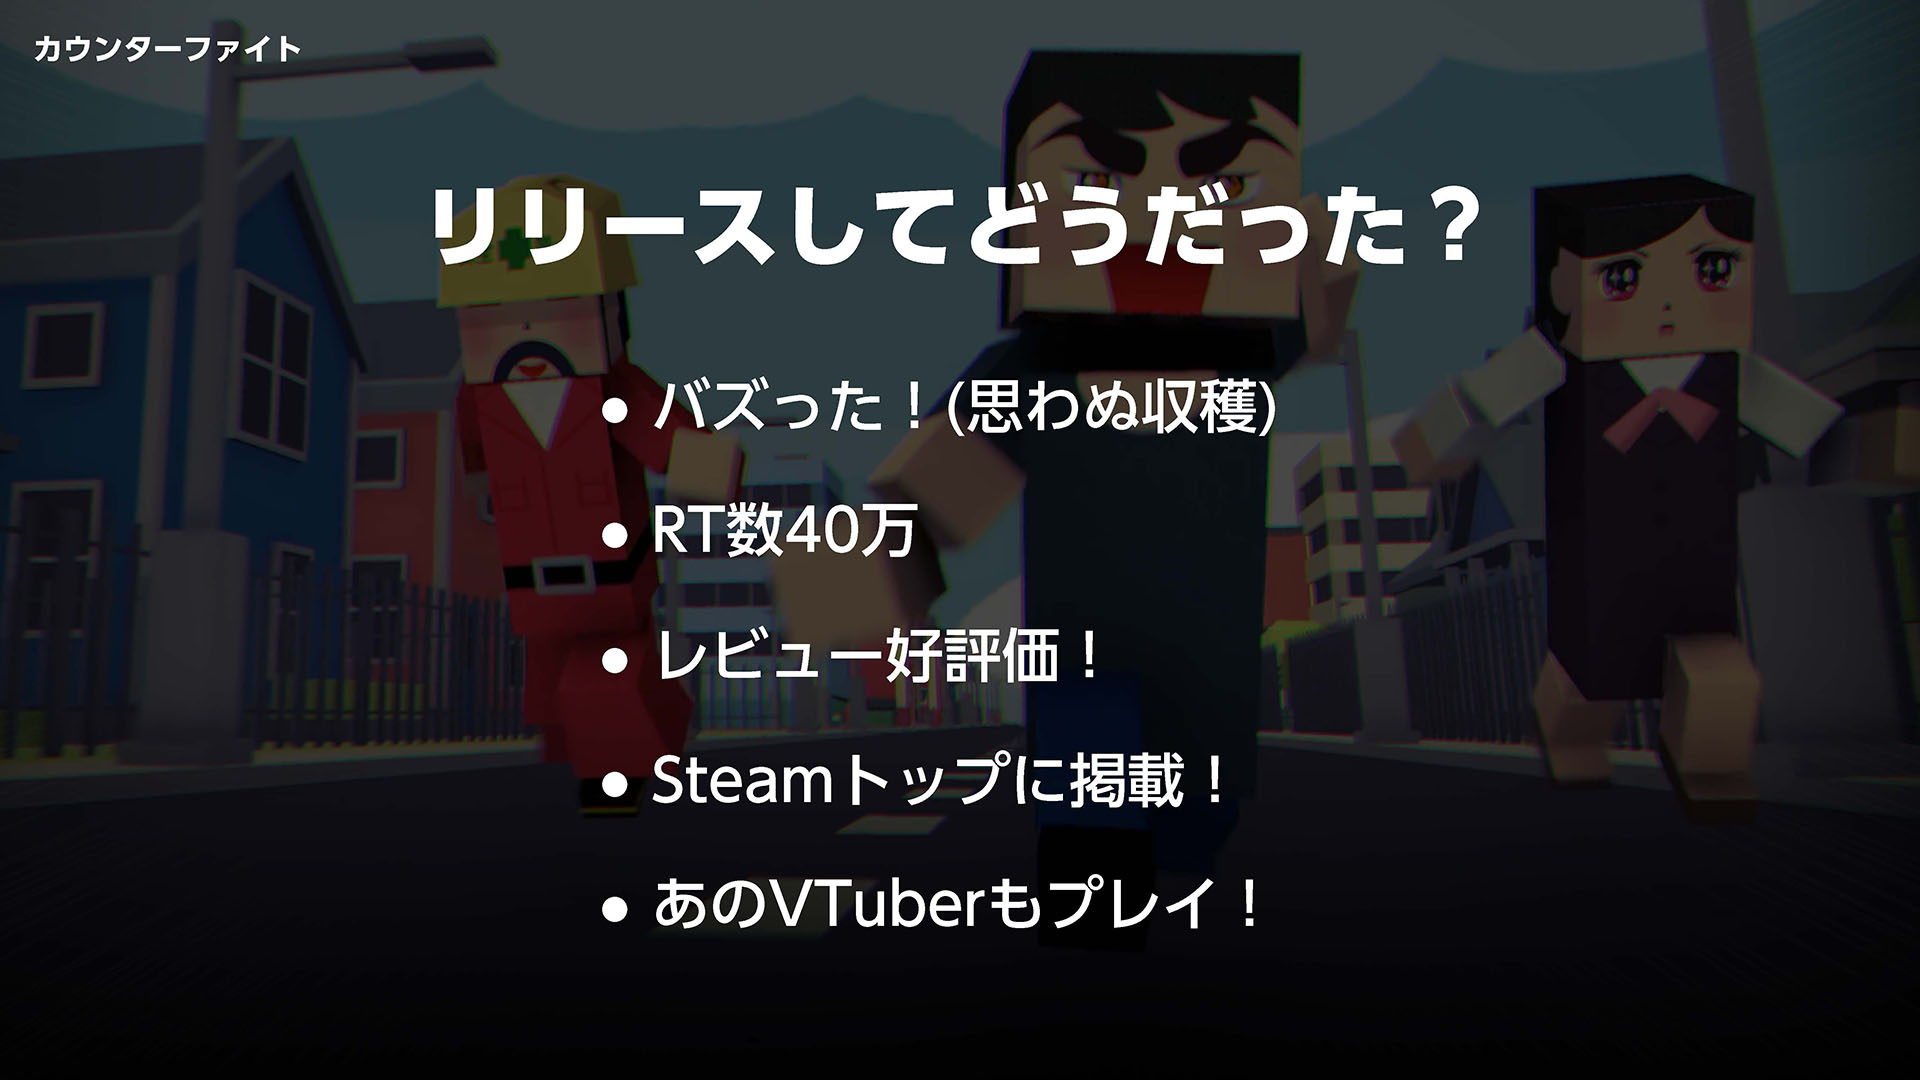 カウンターファイト
リリースしてどうだった？
• バズった！(思わぬ収穫)
• RT数40万
• レビュー好評価！
• Steamトップに掲載！
• あのVTuberもプレイ！